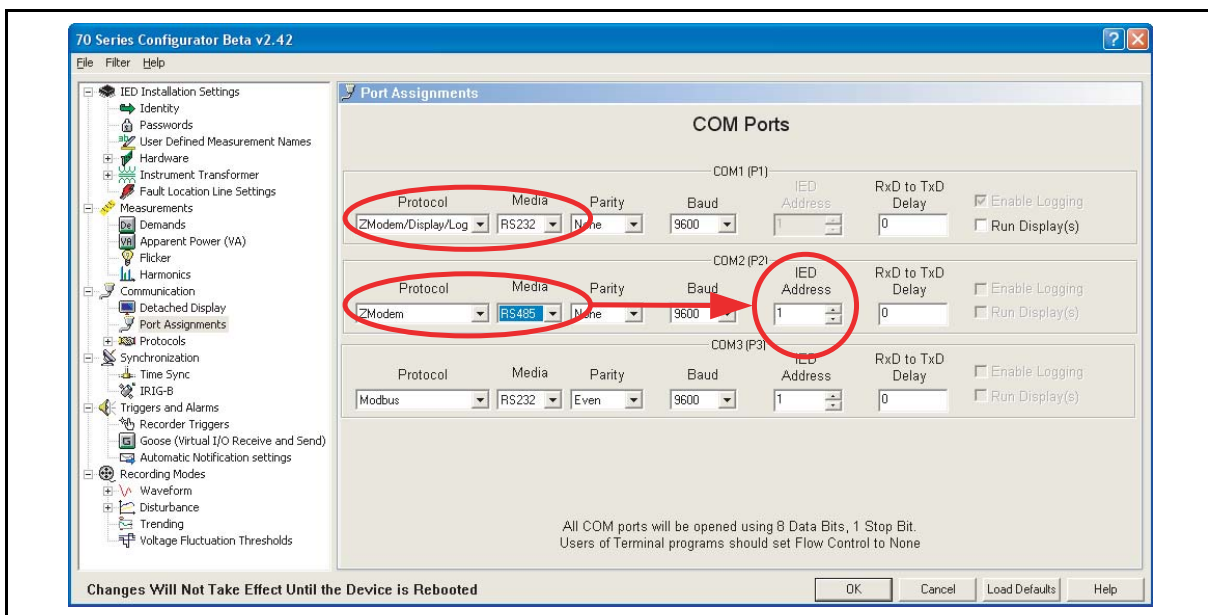 70 Series Configurator Beta v2.42
File Filter Help
IED Installation Settings
Identity
Passwords
User Defined Measurement Names
Hardware
Instrument Transformer
Fault Location Line Settings
Measurements
Demands
Apparent Power (VA)
Flicker
Harmonics
Communication
Detached Display
Port Assignments
Protocols
Synchronization
Time Sync
IRIG-B
Triggers and Alarms
Recorder Triggers
Goose (Virtual I/O Receive and Send)
Automatic Notification settings
Recording Modes
Waveform
Disturbance
Trending
Voltage Fluctuation Thresholds
Port Assignments
COM Ports
COM1 (P1)
Protocol Media Parity Baud IED Address RxD to TxD Delay
ZModem/Display/Log RS232 None 9600 1 0
Enable Logging
Run Display(s)
COM2 (P2)
Protocol Media Parity Baud IED Address RxD to TxD Delay
ZModem RS485 None 9600 1 0
Enable Logging
Run Display(s)
COM3 (P3)
Protocol Media Parity Baud IED Address RxD to TxD Delay
Modbus RS232 Even 9600 1 0
Enable Logging
Run Display(s)
All COM ports will be opened using 8 Data Bits, 1 Stop Bit.
Users of Terminal programs should set Flow Control to None
Changes Will Not Take Effect Until the Device is Rebooted
OK Cancel Load Defaults Help